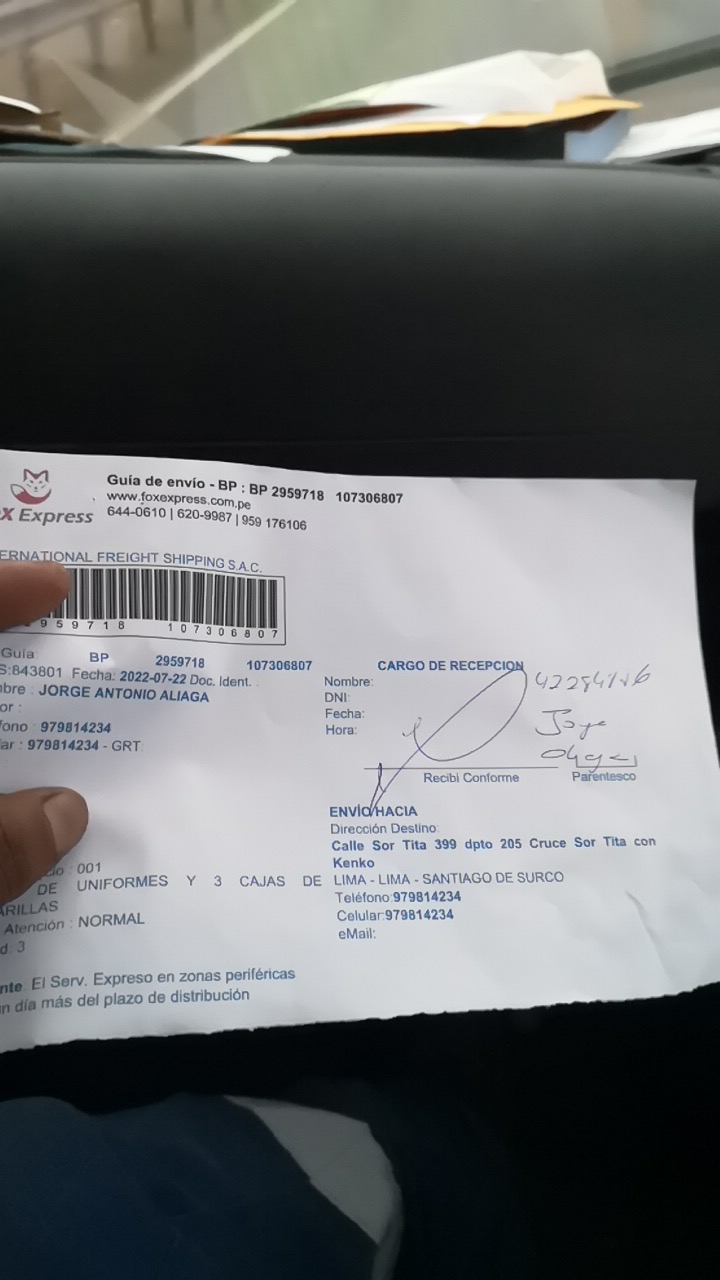 Guía de envío - BP : BP 2959718 107306807
www.foxexpress.com.pe
644-0610 | 620-9987 | 959 176106
X Express
ERNATIONAL FREIGHT SHIPPING S.A.C.
959718 107306807
Guía: BP 2959718 107306807
S:843801 Fecha: 2022-07-22 Doc. Ident. :
bre : JORGE ANTONIO ALIAGA
or :
fono : 979814234
ar : 979814234 - GRT:
CARGO DE RECEPCION
Nombre:
DNI:
Fecha:
Hora:
Jorge
Recibi Conforme
Parentesco
ENVÍO HACIA
Dirección Destino:
Calle Sor Tita 399 dpto 205 Cruce Sor Tita con
Kenko
LIMA - LIMA - SANTIAGO DE SURCO
Teléfono:979814234
Celular:979814234
eMail:
: 001
DE UNIFORMES Y 3 CAJAS DE
ARILLAS
Atención : NORMAL
d: 3
nte. El Serv. Expreso en zonas periféricas
n día más del plazo de distribución